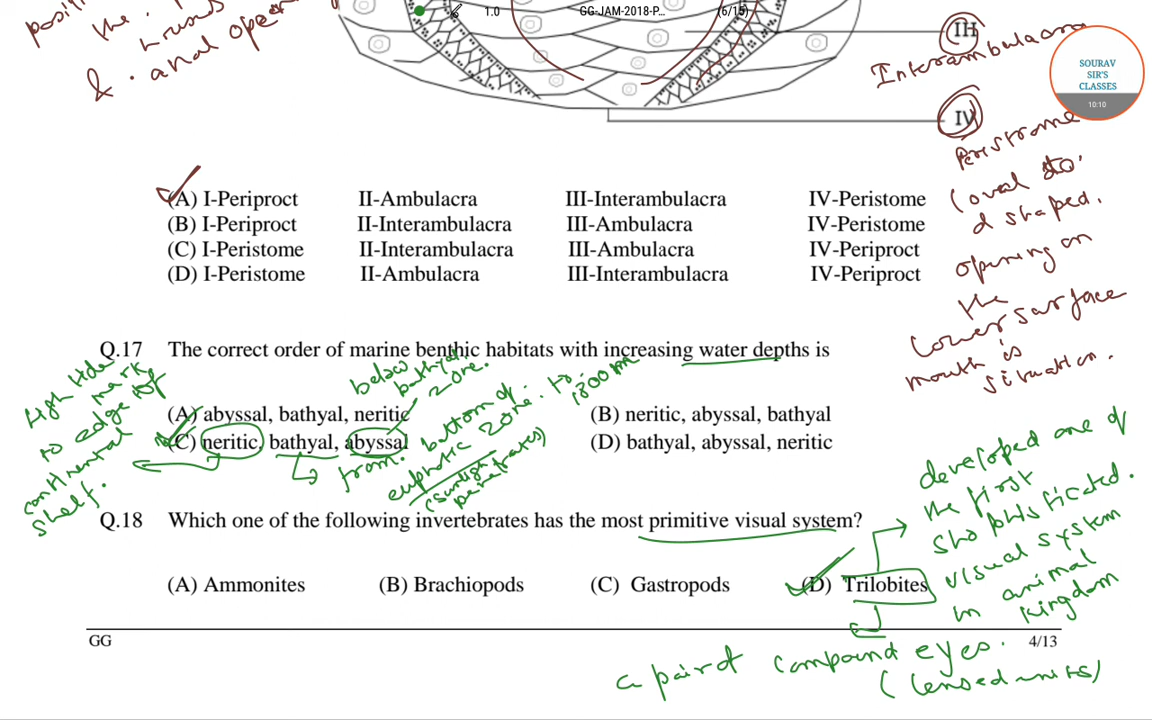 1.0 GG-JAM-2018-P... (6/15)
the
& . anal open
III
Interambulacra
SOURAV
SIR'S
CLASSES
10:10
IV
Peristrome
(oval sto'
d shaped.
opening on
the
lower surface
mouth is
situation.
(A) I-Periproct II-Ambulacra III-Interambulacra IV-Peristome
(B) I-Periproct II-Interambulacra III-Ambulacra IV-Peristome
(C) I-Peristome II-Interambulacra III-Ambulacra IV-Periproct
(D) I-Peristome II-Ambulacra III-Interambulacra IV-Periproct
Q.17 The correct order of marine benthic habitats with increasing water depths is
High tide
mark
to edge of
continental
shelf.
below
bathyal
zone.
(A) abyssal, bathyal, neritic (B) neritic, abyssal, bathyal
(C) neritic, bathyal, abyssal (D) bathyal, abyssal, neritic
from bottom of
euphotic zone. to
(sunligh
penetrates)
Q.18 Which one of the following invertebrates has the most primitive visual system?
(A) Ammonites (B) Brachiopods (C) Gastropods (D) Trilobites
developed one of
the first
visual system
in animal
kingdom
a pair of compound eyes.
(lensed units)
GG 4/13